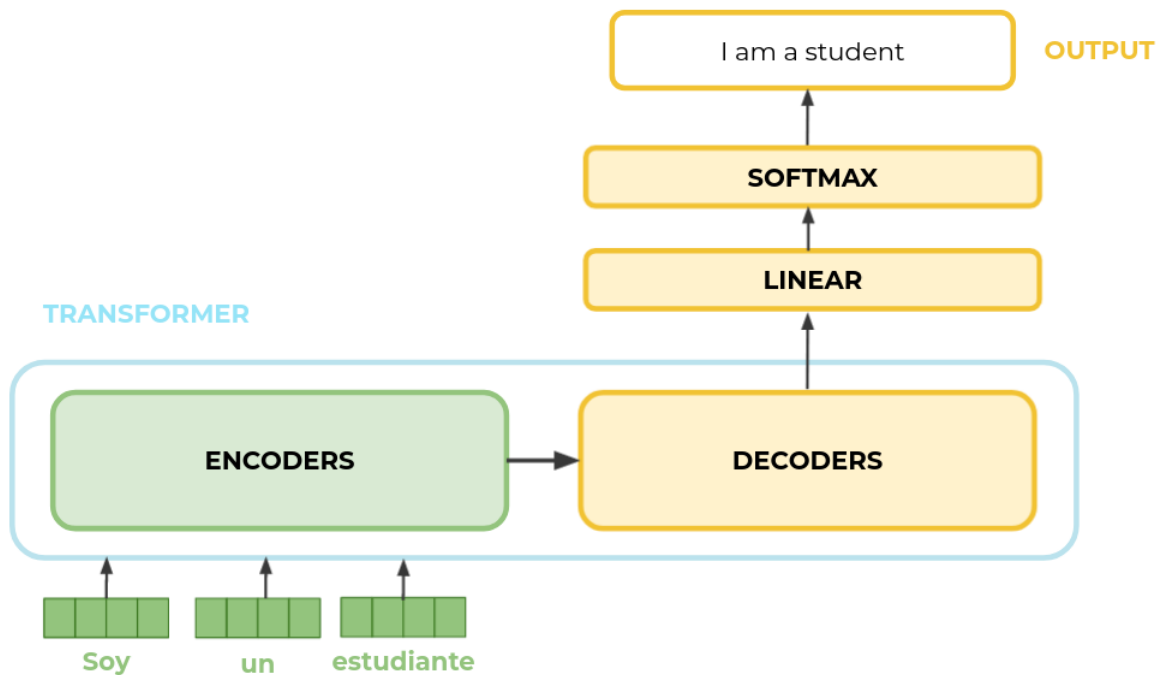 I am a student
OUTPUT
SOFTMAX
LINEAR
TRANSFORMER
ENCODERS
DECODERS
Soy
un
estudiante